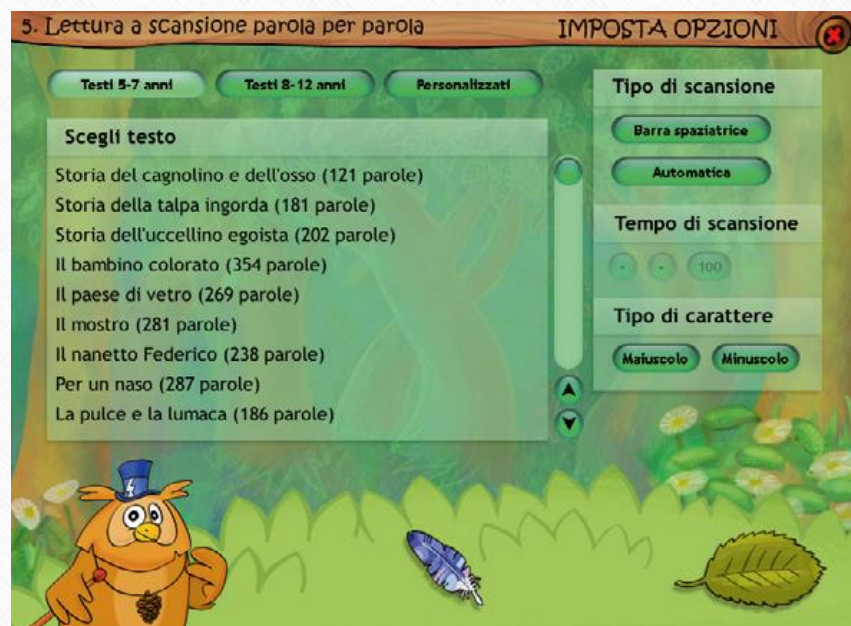 5. Lettura a scansione parola per parola
IMPOSTA OPZIONI
Testi 5-7 anni
Testi 8-12 anni
Personalizzati
Scegli testo
Storia del cagnolino e dell'osso (121 parole)
Storia della talpa ingorda (181 parole)
Storia dell'uccellino egoista (202 parole)
Il bambino colorato (354 parole)
Il paese di vetro (269 parole)
Il mostro (281 parole)
Il nanetto Federico (238 parole)
Per un naso (287 parole)
La pulce e la lumaca (186 parole)
Tipo di scansione
Barra spaziatrice
Automatica
Tempo di scansione
100
Tipo di carattere
Maiuscolo
Minuscolo